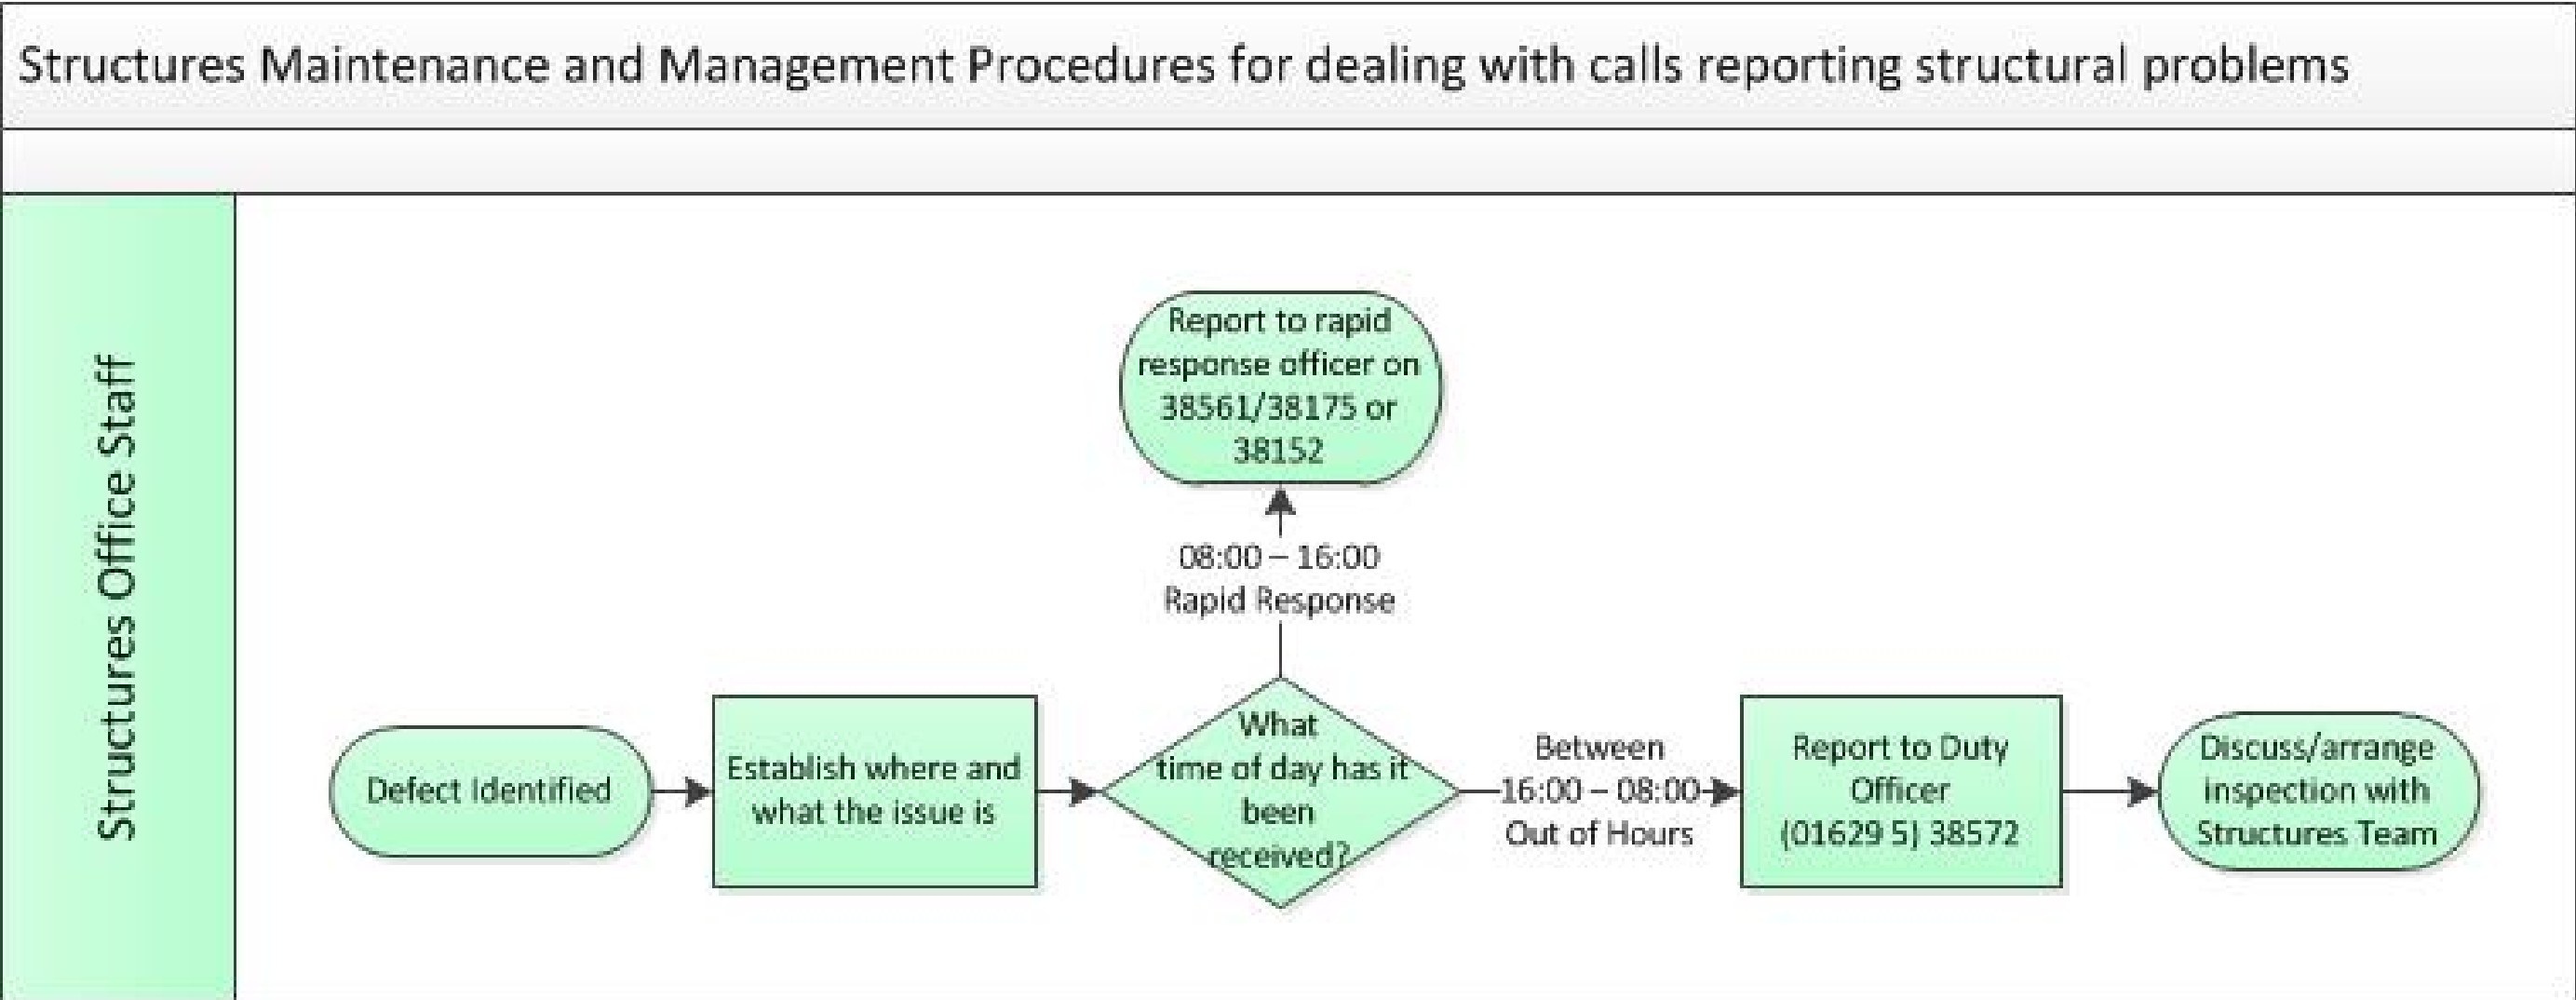 Structures Maintenance and Management Procedures for dealing with calls reporting structural problems
Structures Office Staff
Report to rapid
response officer on
38561/38175 or
38152
08:00 – 16:00
Rapid Response
Defect Identified
Establish where and
what the issue is
What
time of day has it
been
received?
Between
16:00 – 08:00
Out of Hours
Report to Duty
Officer
(01629 5) 38572
Discuss/arrange
inspection with
Structures Team